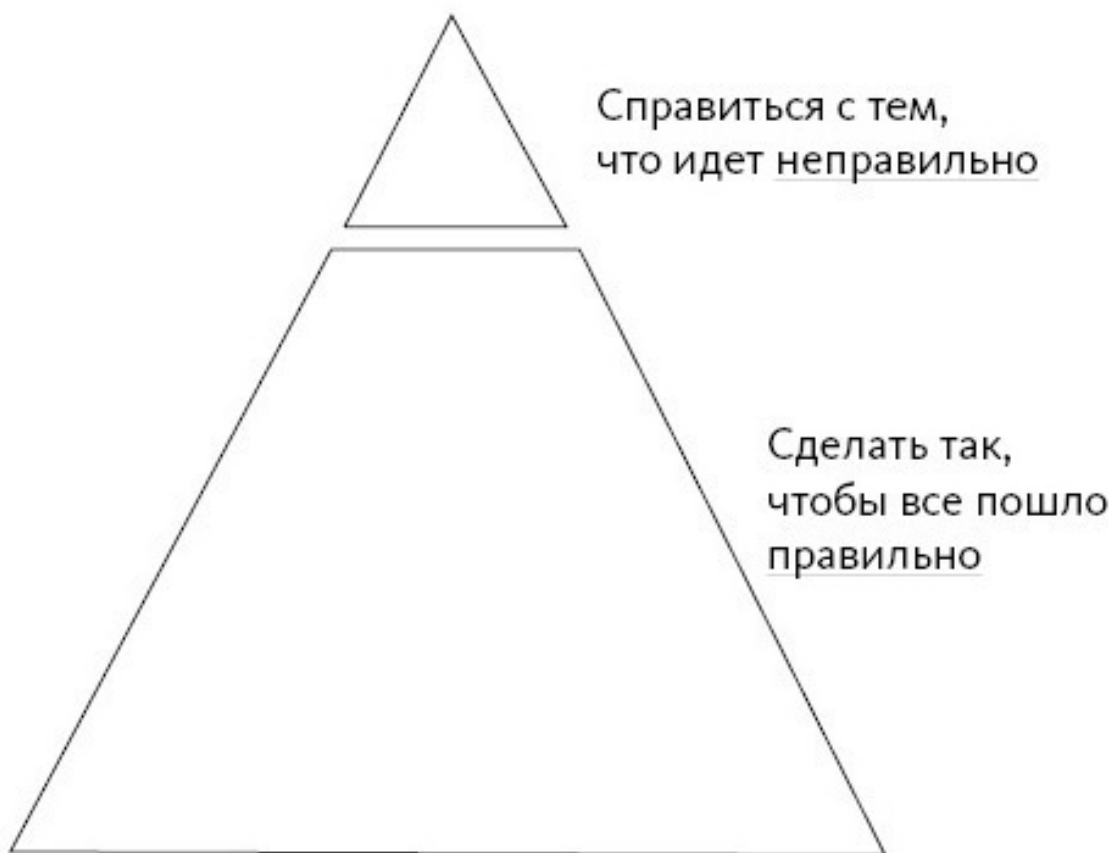 Справиться с тем,
что идет неправильно
Сделать так,
чтобы все пошло
правильно